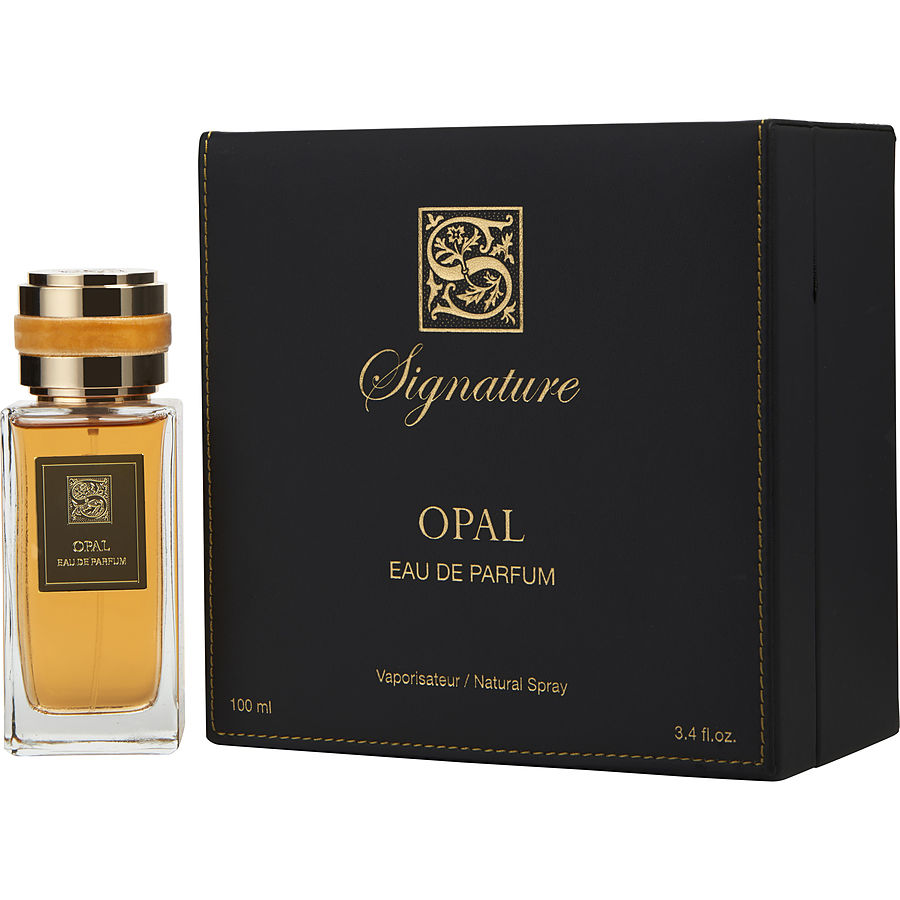 S
Signature
OPAL
EAU DE PARFUM
Vaporisateur / Natural Spray
100 ml
3.4 fl.oz.
S
OPAL
EAU DE PARFUM